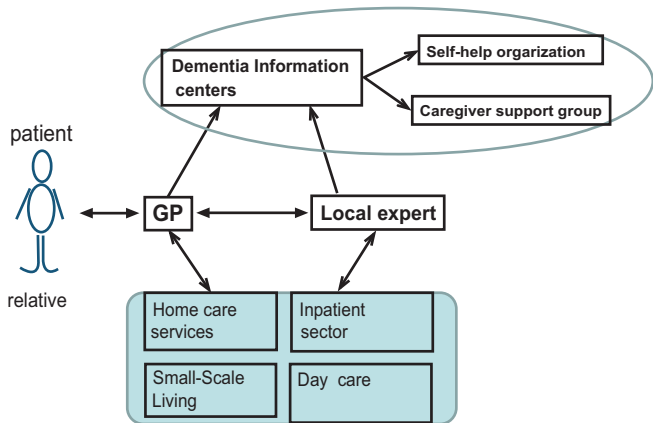 Self-help orgarization
Dementia Information
centers
Caregiver support group
patient
GP
Local expert
relative
Home care
services
Inpatient
sector
Small-Scale
Living
Day care